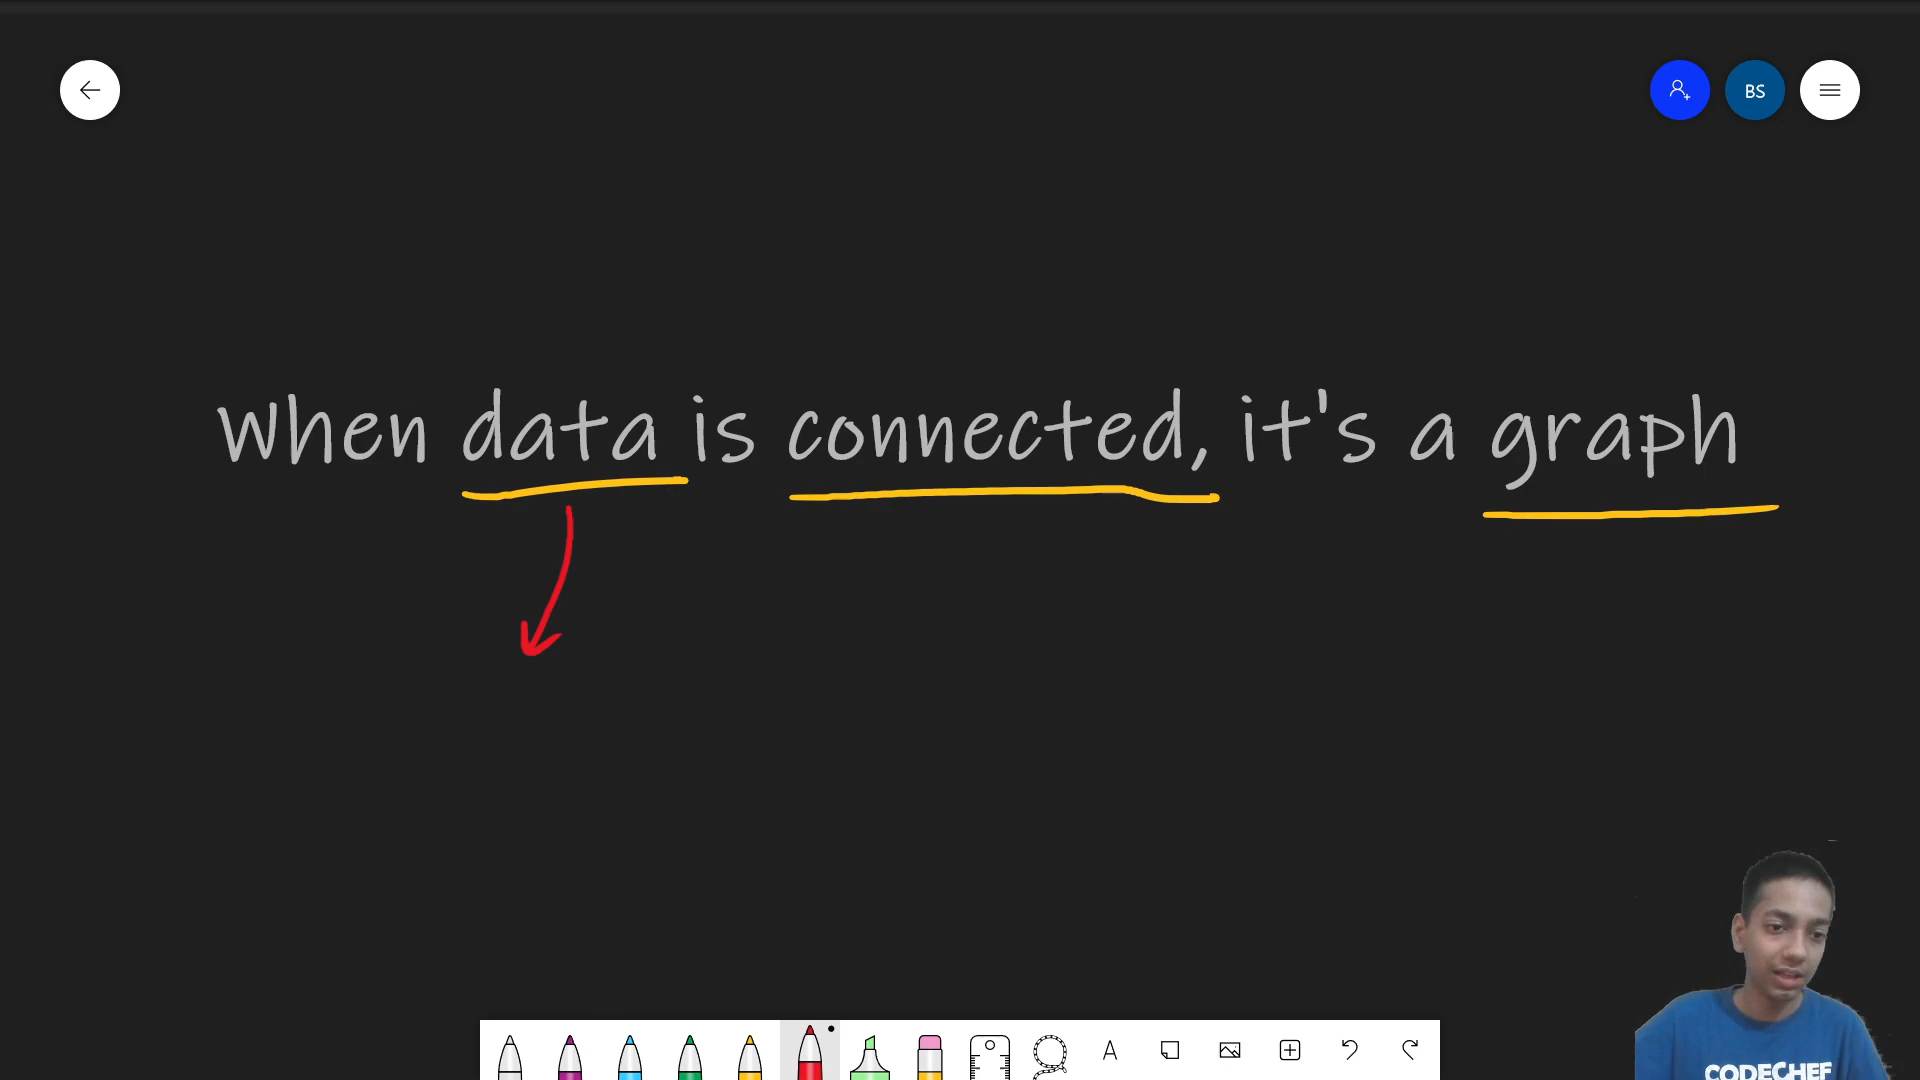 BS
When data is connected, it's a graph
A
CODECHEF